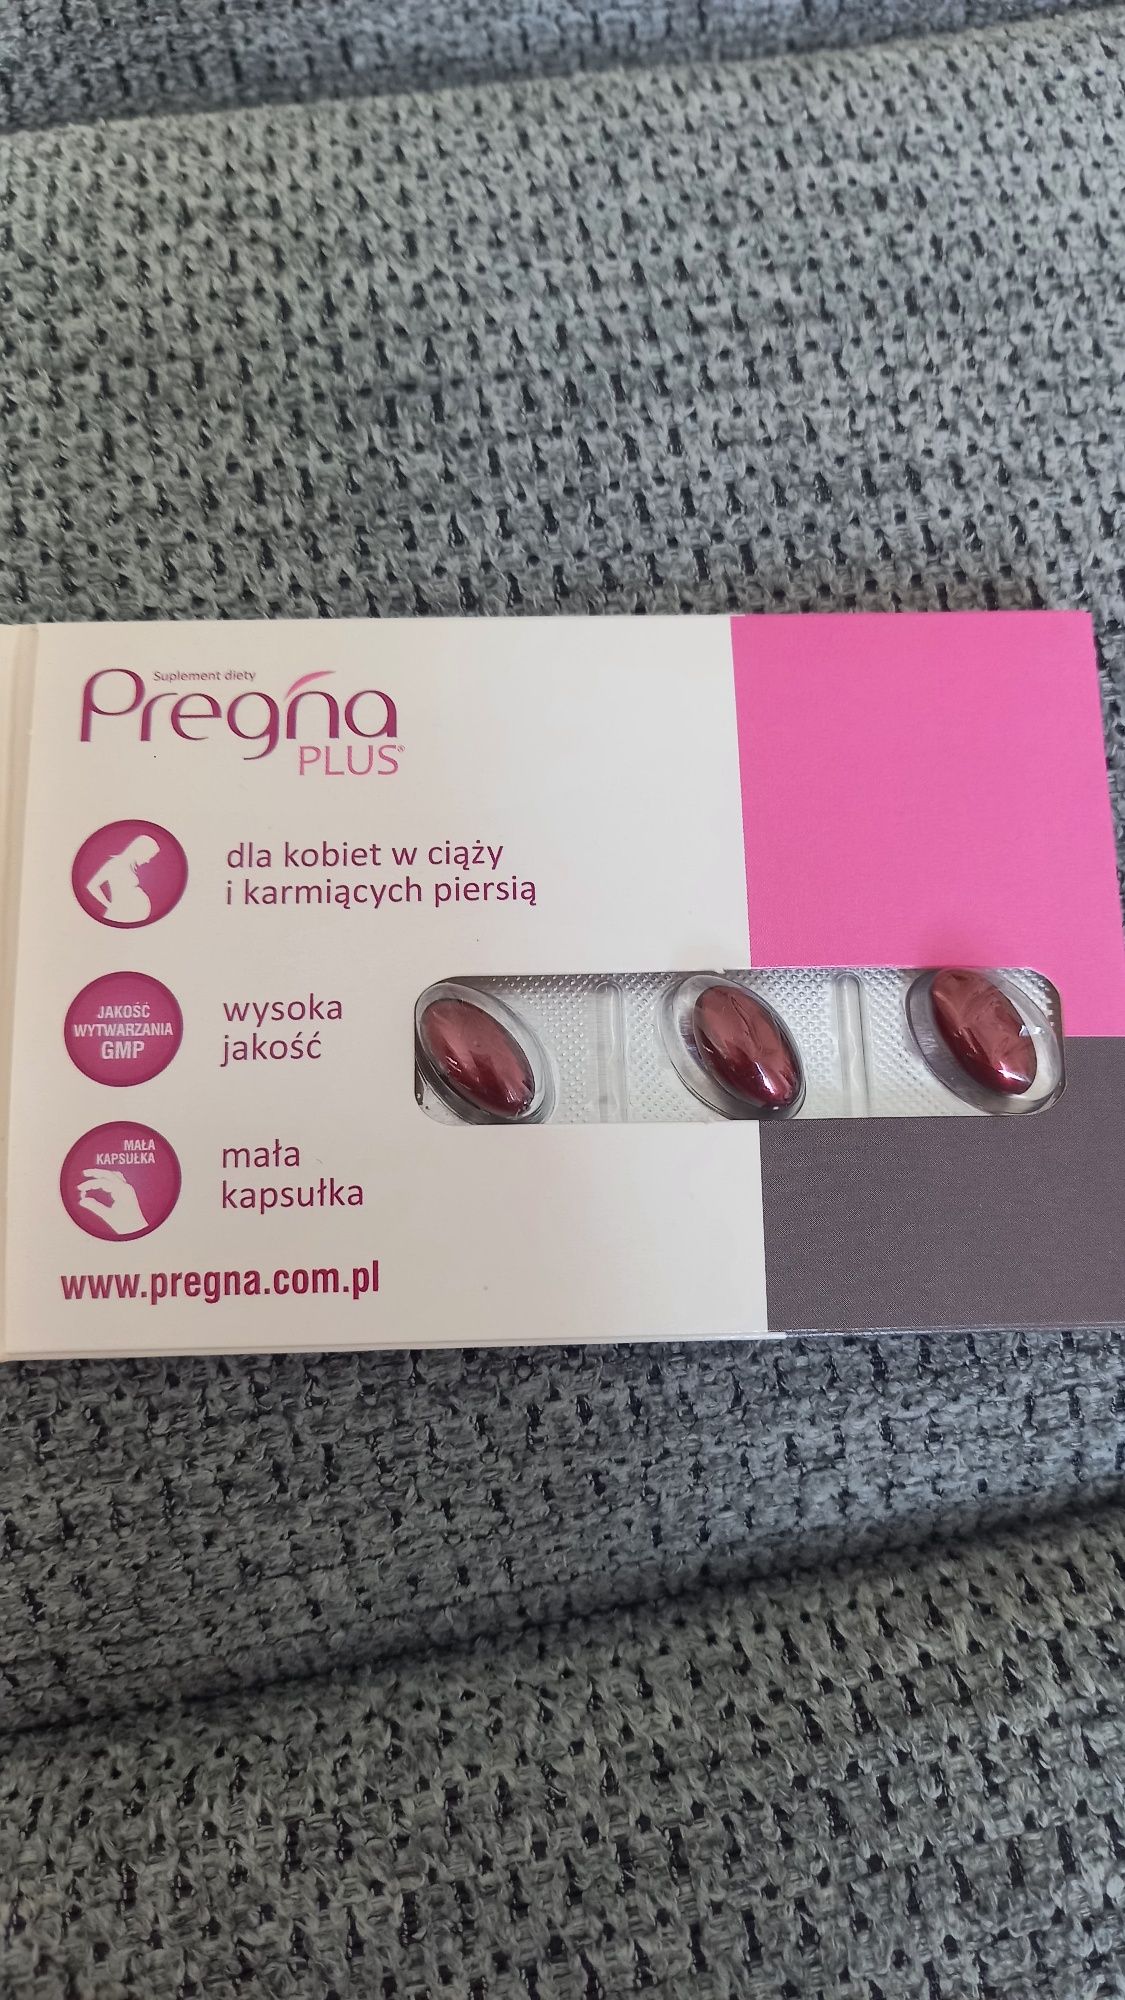 Suplement diety
Pregna
PLUS®
dla kobiet w ciąży
i karmiących piersią
JAKOŚĆ
WYTWARZANIA
GMP
wysoka
jakość
MAŁA
KAPSUŁKA
mała
kapsułka
www.pregna.com.pl